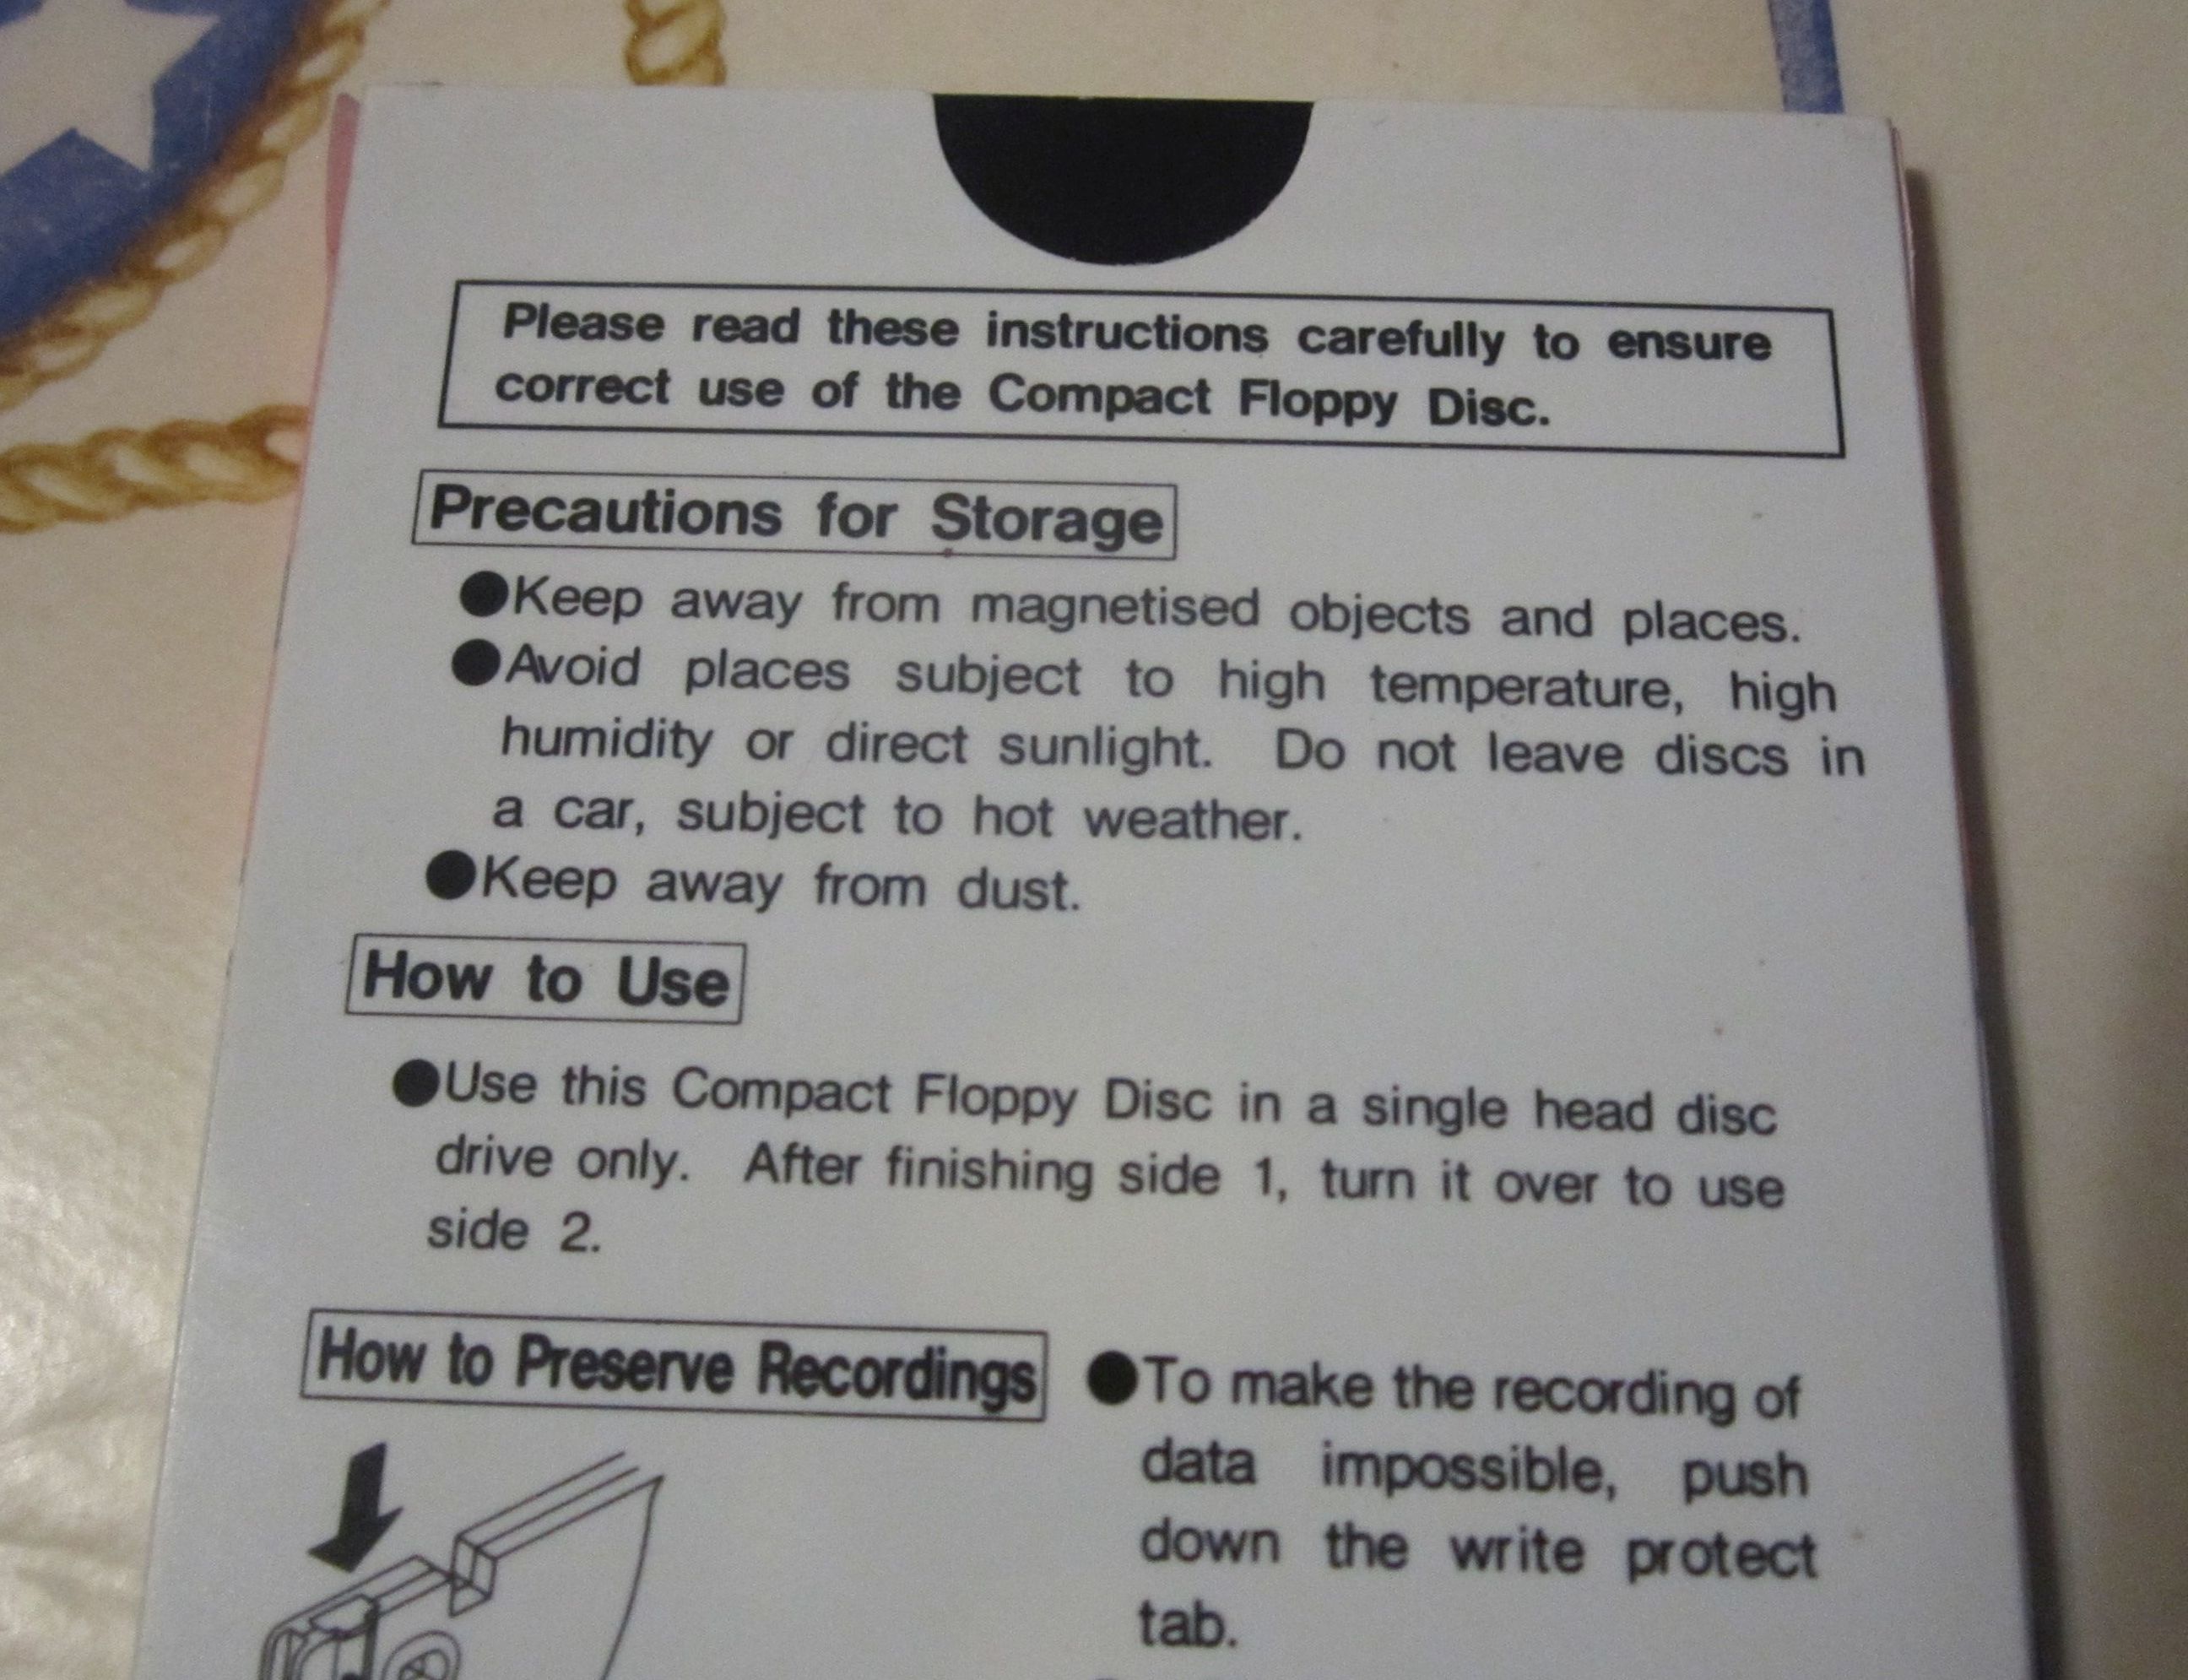 Please read these instructions carefully to ensure
correct use of the Compact Floppy Disc.
Precautions for Storage
●Keep away from magnetised objects and places.
●Avoid places subject to high temperature, high
humidity or direct sunlight. Do not leave discs in
a car, subject to hot weather.
●Keep away from dust.
How to Use
●Use this Compact Floppy Disc in a single head disc
drive only. After finishing side 1, turn it over to use
side 2.
How to Preserve Recordings
●To make the recording of
data impossible, push
down the write protect
tab.